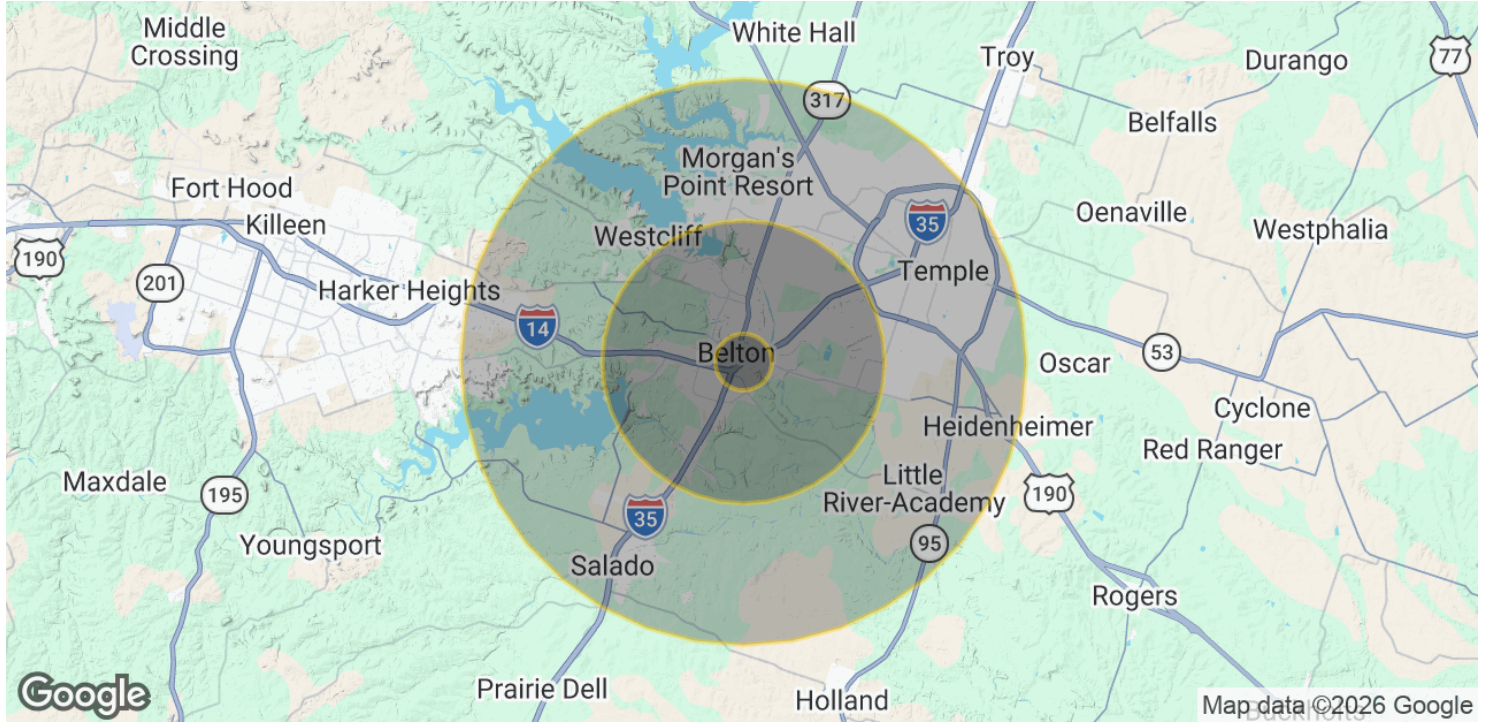 Middle
Crossing
White Hall
Troy
Durango
77
317
Belfalls
Morgan's
Point Resort
Fort Hood
Killeen
Oenaville
Westphalia
35
Westcliff
190
201
Temple
Harker Heights
14
Belton
53
Oscar
Cyclone
Heidenheimer
Red Ranger
Maxdale
195
Little
River-Academy
190
35
95
Youngsport
Salado
Rogers
Prairie Dell
Holland
Google
Map data ©2026 Google